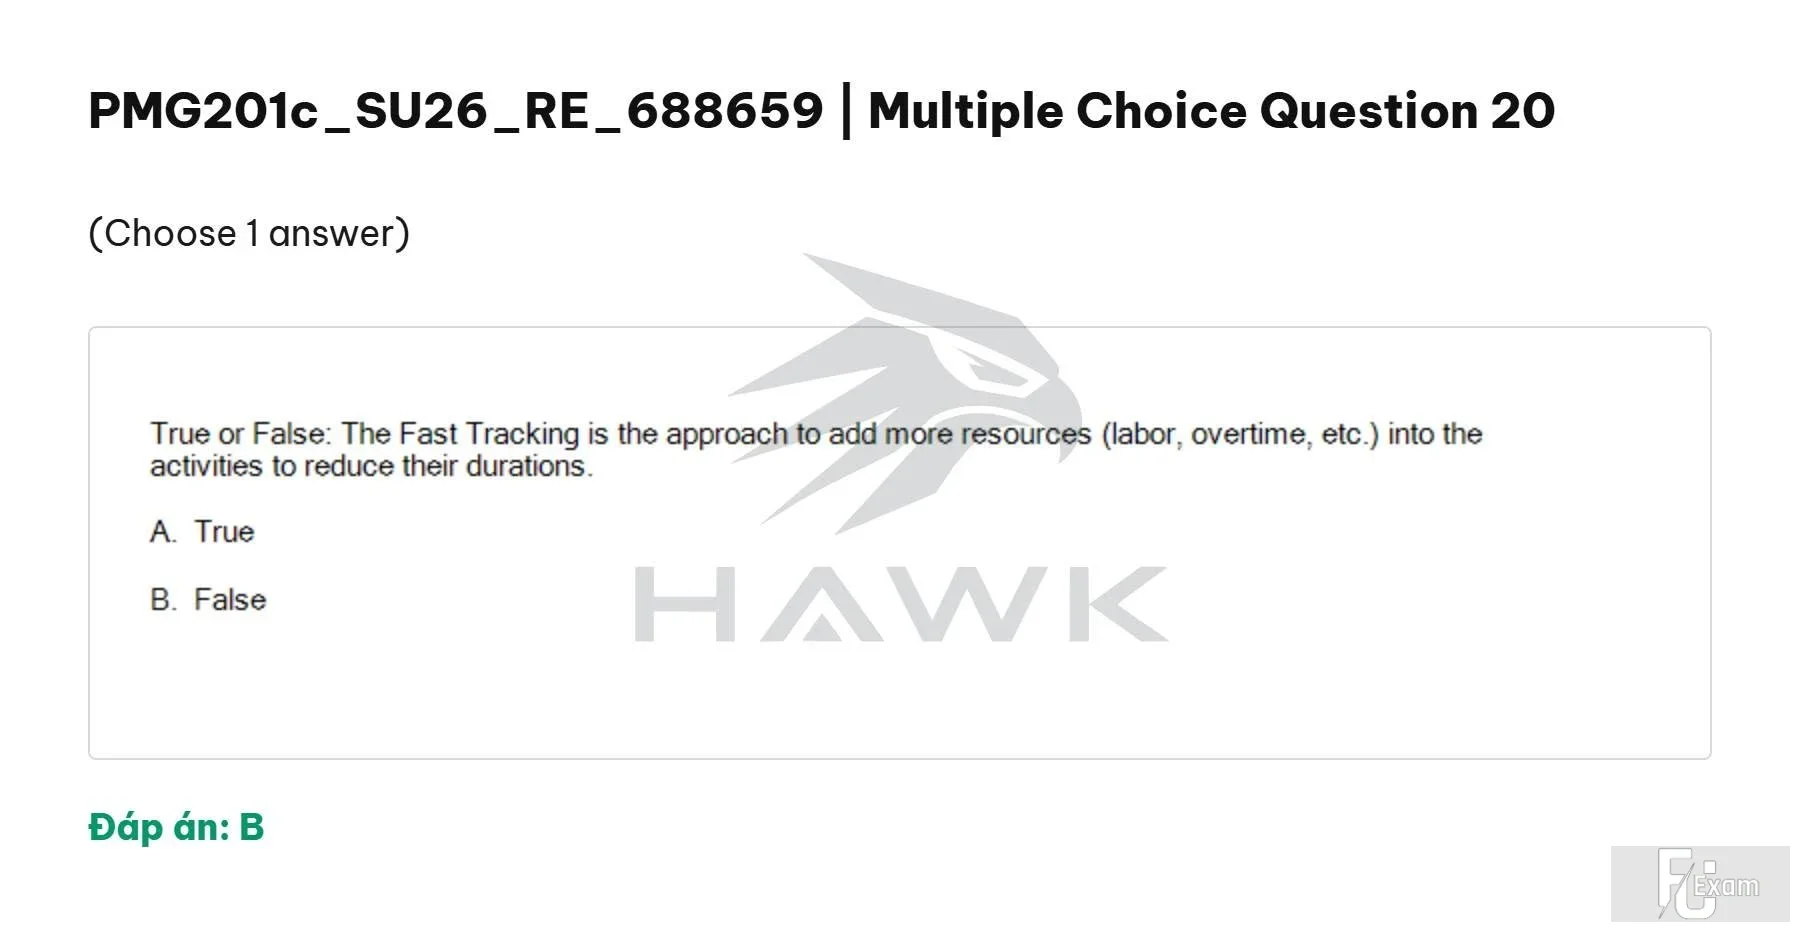 PMG201c_SU26_RE_688659 | Multiple Choice Question 20
(Choose 1 answer)
True or False: The Fast Tracking is the approach to add more resources (labor, overtime, etc.) into the
activities to reduce their durations.
A. True
B. False
HAWK
Đáp án: B
FU Exam